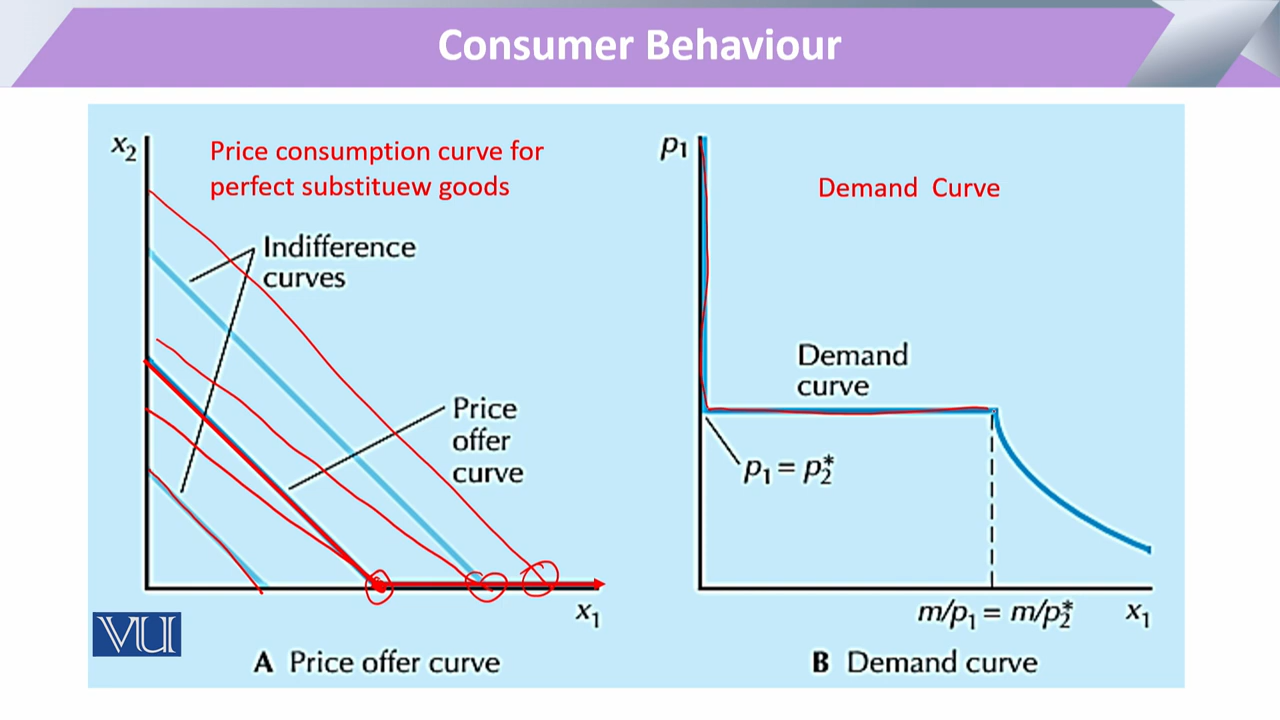 Consumer Behaviour
x₂
Price consumption curve for
perfect substituew goods
Indifference
curves
Price
offer
curve
x₁
VU
A Price offer curve
p₁
Demand Curve
Demand
curve
p₁ = p₂*
m/p₁ = m/p₂*
x₁
B Demand curve